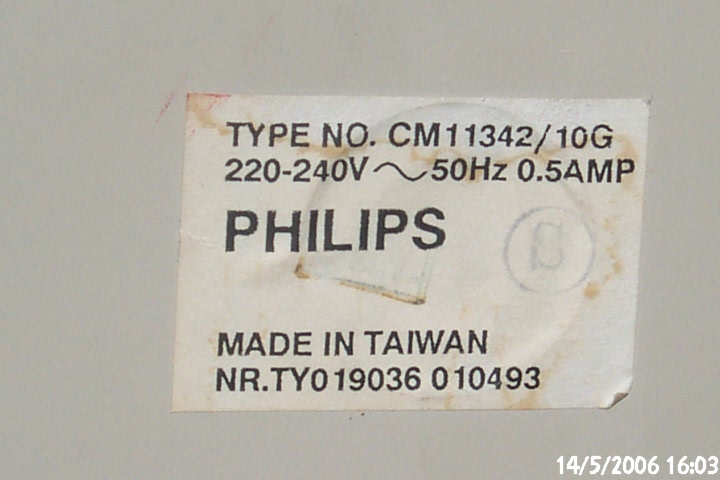 TYPE NO. CM11342/10G
220-240V ～ 50Hz 0.5AMP
PHILIPS
S
MADE IN TAIWAN
NR.TY019036 010493
14/5/2006 16:03